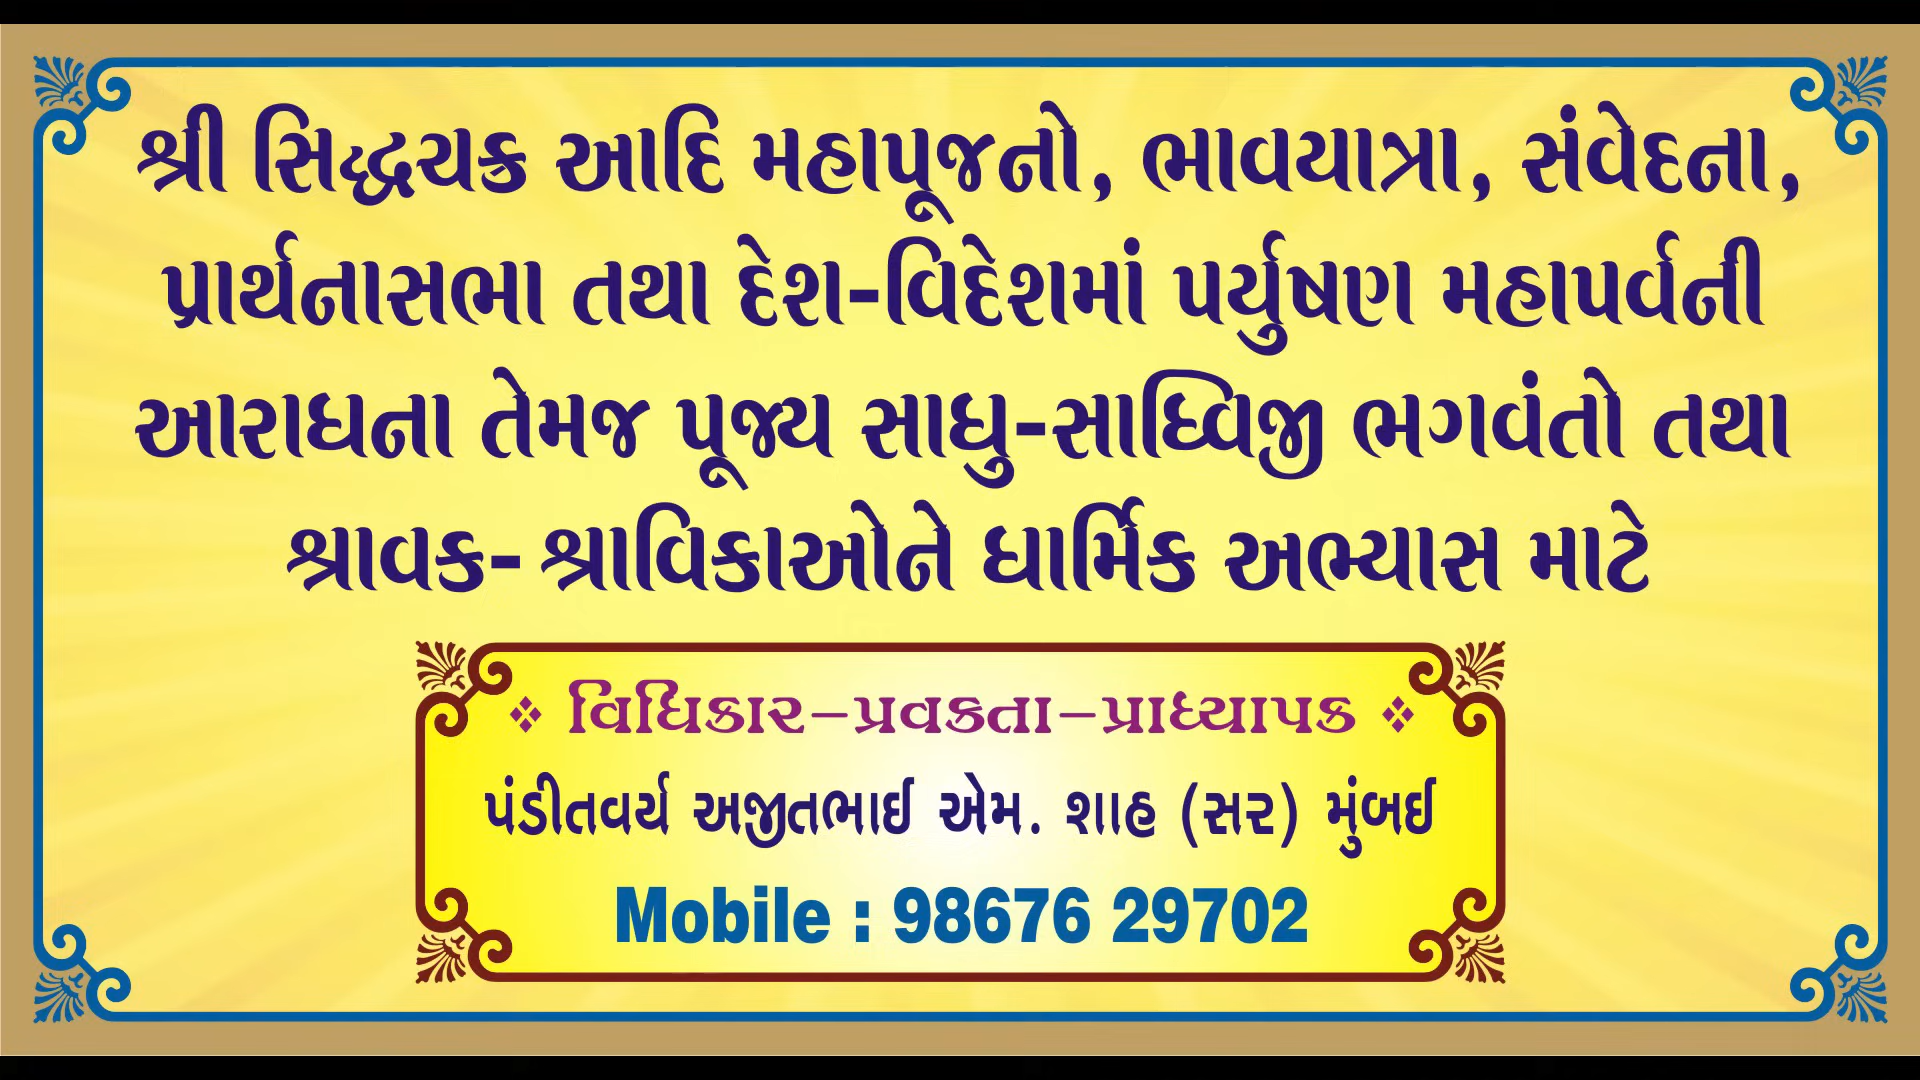 શ્રી સિદ્ધચક્ર આદિ મહાપૂજનો, ભાવયાત્રા, સંવેદના,
પ્રાર્થનાસભા તથા દેશ-વિદેશમાં પર્યુષણ મહાપર્વની
આરાધના તેમજ પૂજ્ય સાધુ-સાધ્વિજી ભગવંતો તથા
શ્રાવક- શ્રાવિકાઓને ધાર્મિક અભ્યાસ માટે
❖ વિધિકાર–પ્રવકતા–પ્રાધ્યાપક ❖
પંડીતવર્ય અજીતભાઈ એમ. શાહ (સર) મુંબઈ
Mobile : 98676 29702